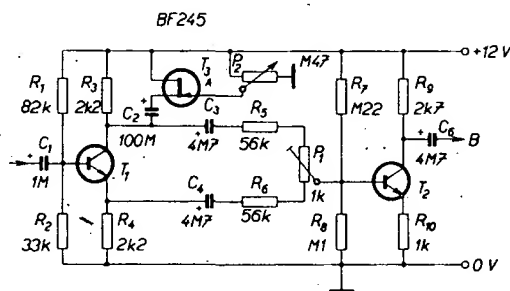 BF245
+12 V
R1
82k
R3
2k2
T3
A
P2
M47
R7
M22
R9
2k7
C2
100M
C3
4M7
R5
56k
C6
4M7
B
C1
1M
T1
P1
1k
T2
C4
4M7
R6
56k
R2
33k
R4
2k2
R8
M1
R10
1k
0 V